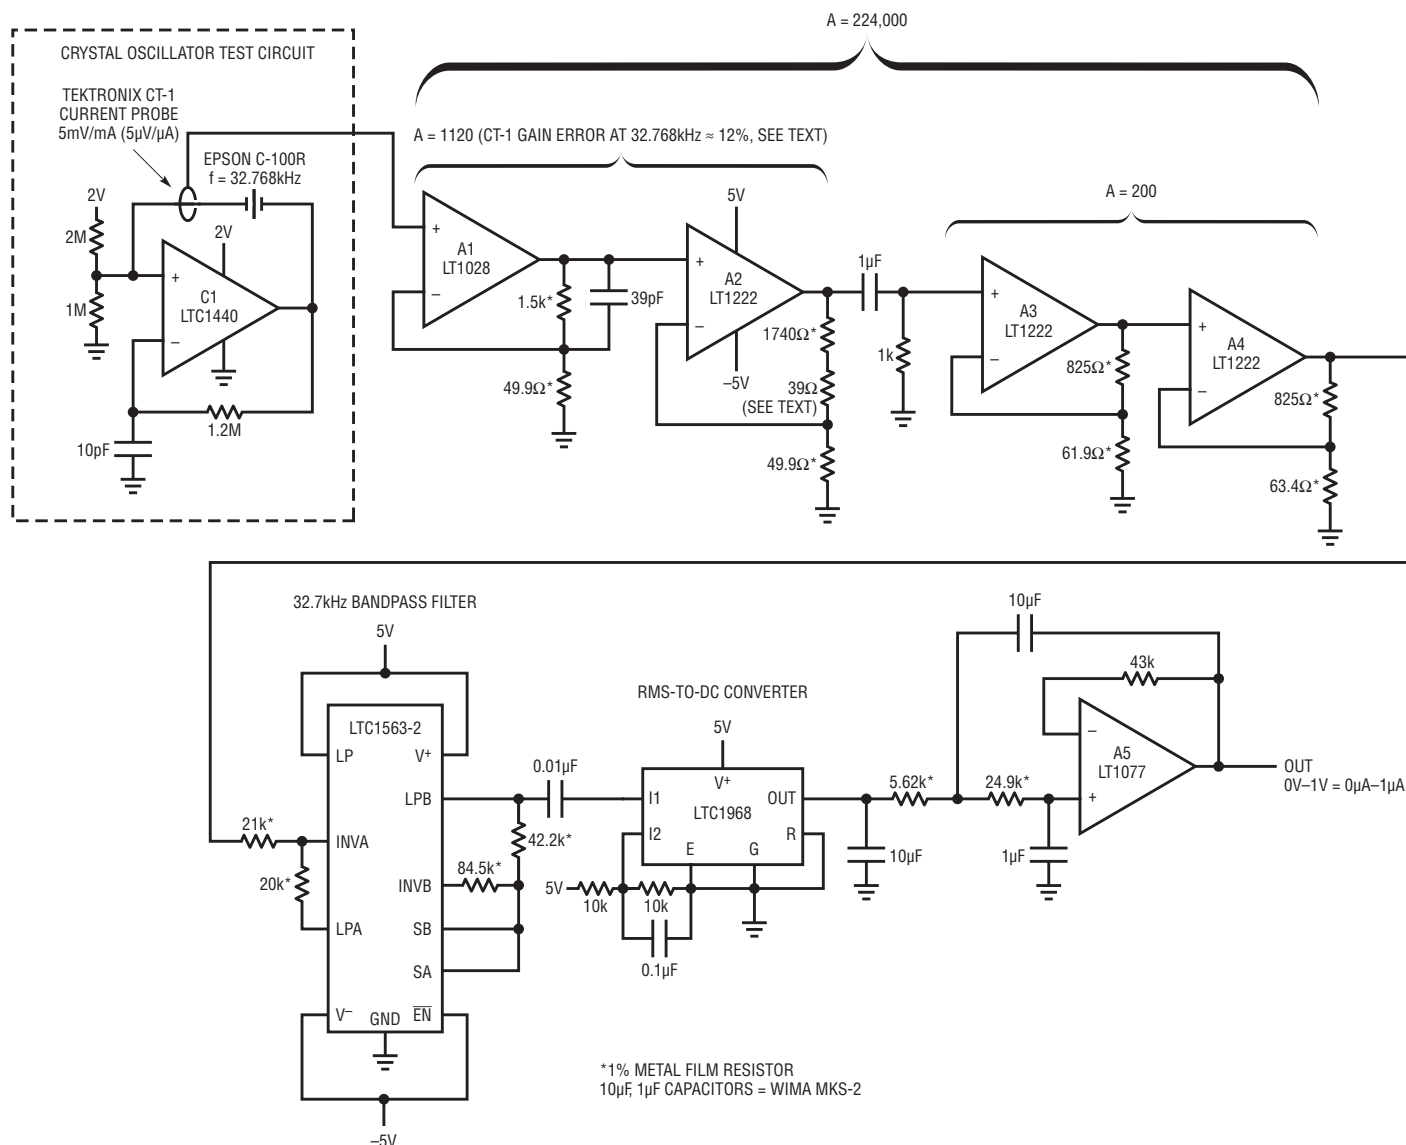 A = 224,000
CRYSTAL OSCILLATOR TEST CIRCUIT
TEKTRONIX CT-1
CURRENT PROBE
5mV/mA (5µV/µA)
EPSON C-100R
f = 32.768kHz
2V
2M
1M
2V
+
C1
LTC1440
–
1.2M
10pF
A = 1120 (CT-1 GAIN ERROR AT 32.768kHz ≈ 12%, SEE TEXT)
+
A1
LT1028
–
1.5k*
39pF
49.9Ω*
5V
+
A2
LT1222
–
–5V
1740Ω*
39Ω
(SEE TEXT)
49.9Ω*
1µF
1k
A = 200
+
A3
LT1222
–
825Ω*
61.9Ω*
+
A4
LT1222
–
825Ω*
63.4Ω*
32.7kHz BANDPASS FILTER
5V
LTC1563-2
LP
V+
LPB
INVA
INVB
LPA
SB
SA
V–
GND
EN
–5V
21k*
20k*
84.5k*
42.2k*
0.01µF
RMS-TO-DC CONVERTER
5V
V+
I1
OUT
LTC1968
I2
R
E
G
5V
10k
10k
0.1µF
10µF
5.62k*
24.9k*
1µF
10µF
43k
–
A5
LT1077
+
OUT
0V–1V = 0µA–1µA
*1% METAL FILM RESISTOR
10µF, 1µF CAPACITORS = WIMA MKS-2